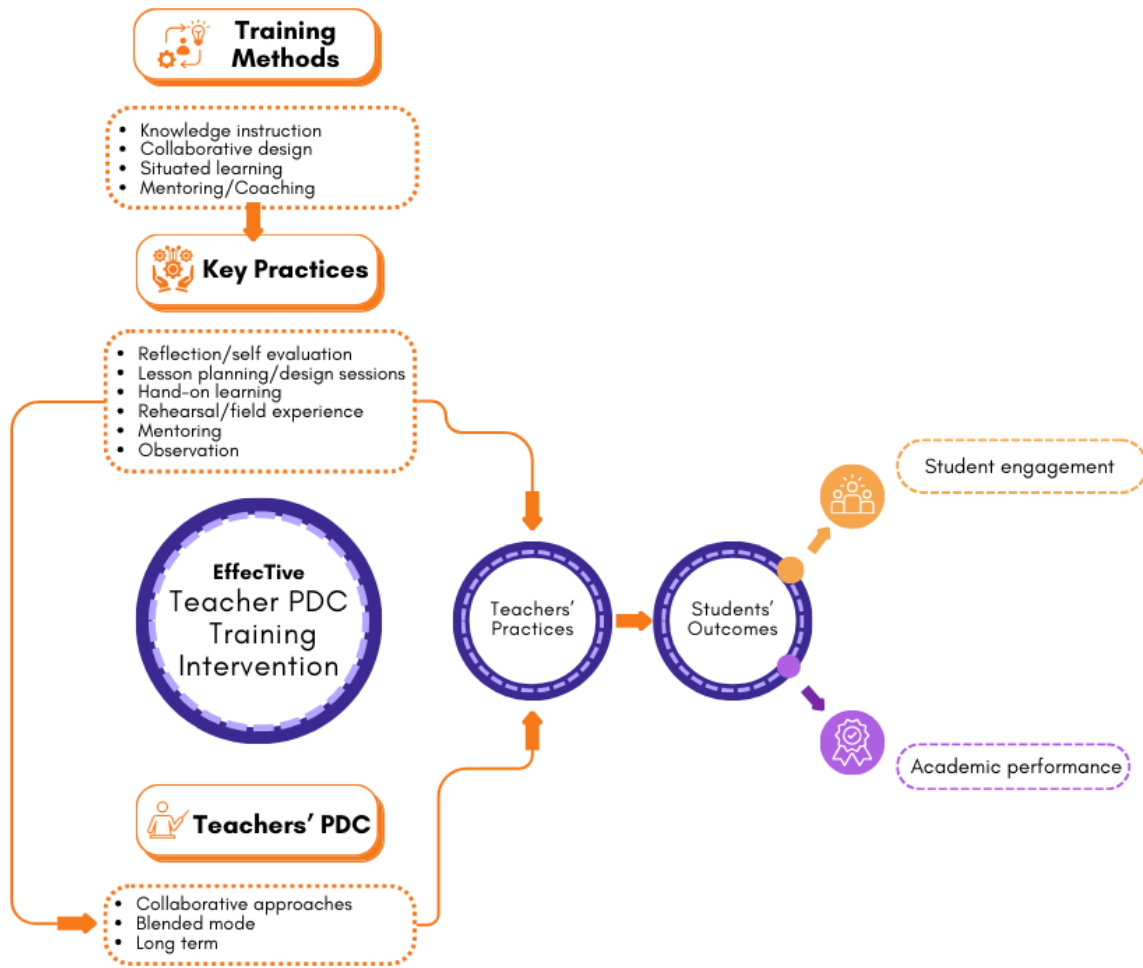 Training
Methods
• Knowledge instruction
• Collaborative design
• Situated learning
• Mentoring/Coaching
Key Practices
• Reflection/self evaluation
• Lesson planning/design sessions
• Hand-on learning
• Rehearsal/field experience
• Mentoring
• Observation
EffecTive
Teacher PDC
Training
Intervention
Teachers'
Practices
Students'
Outcomes
Student engagement
Academic performance
Teachers' PDC
• Collaborative approaches
• Blended mode
• Long term